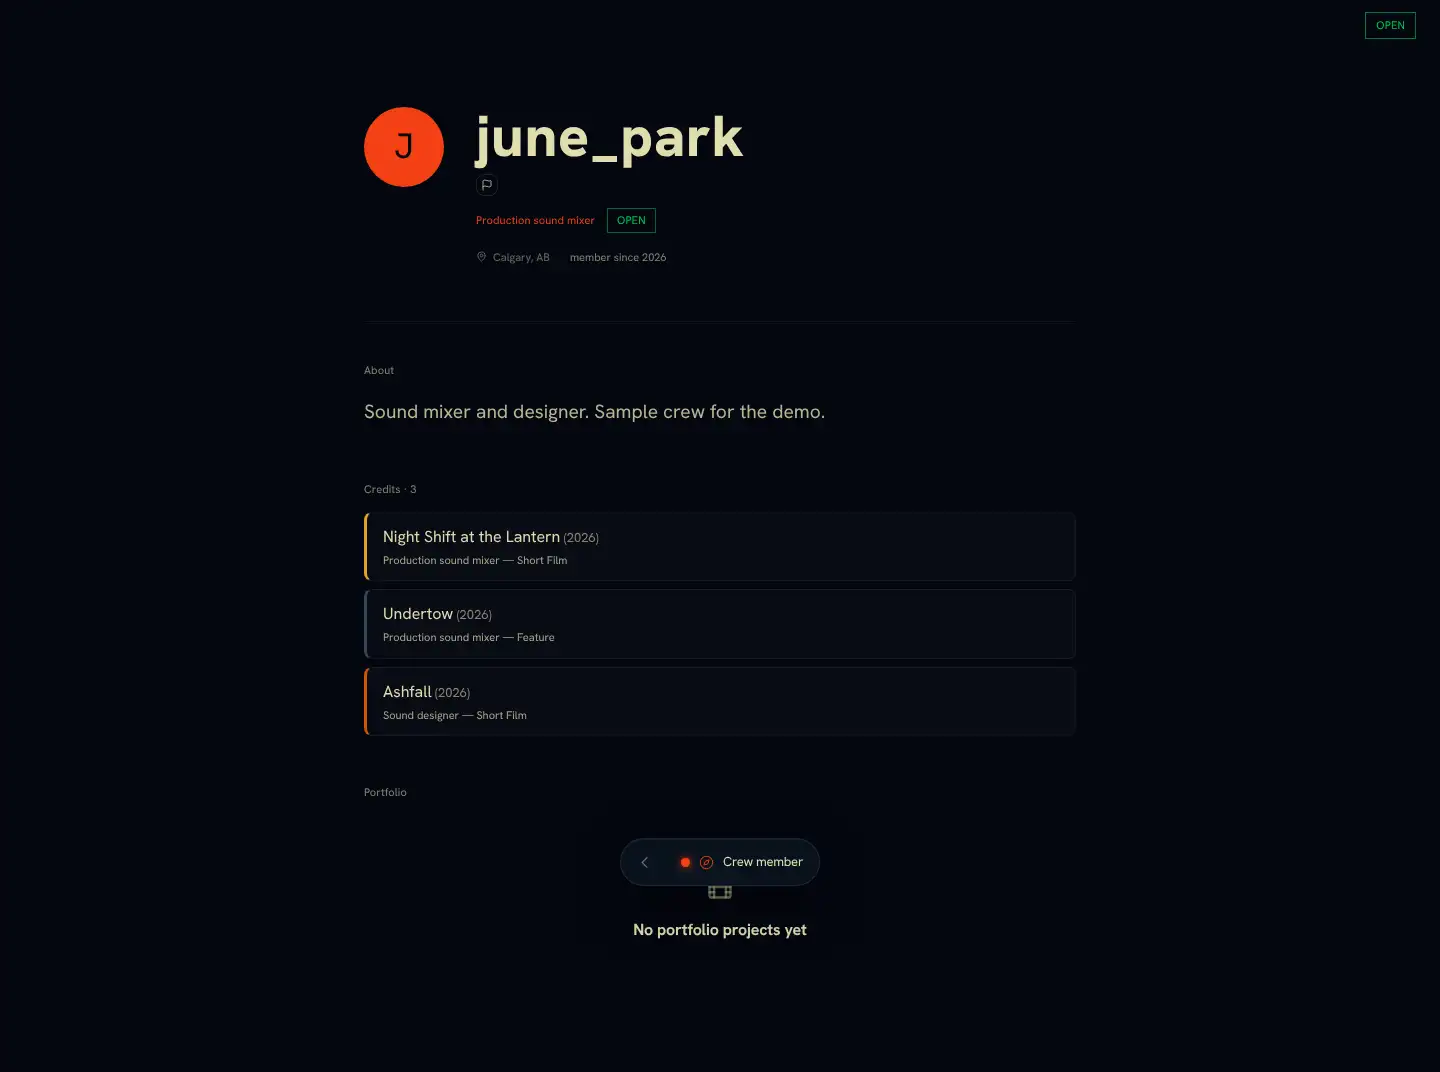 OPEN
J
june_park
Production sound mixer OPEN
Calgary, AB member since 2026
About
Sound mixer and designer. Sample crew for the demo.
Credits · 3
Night Shift at the Lantern (2026)
Production sound mixer — Short Film
Undertow (2026)
Production sound mixer — Feature
Ashfall (2026)
Sound designer — Short Film
Portfolio
Crew member
No portfolio projects yet